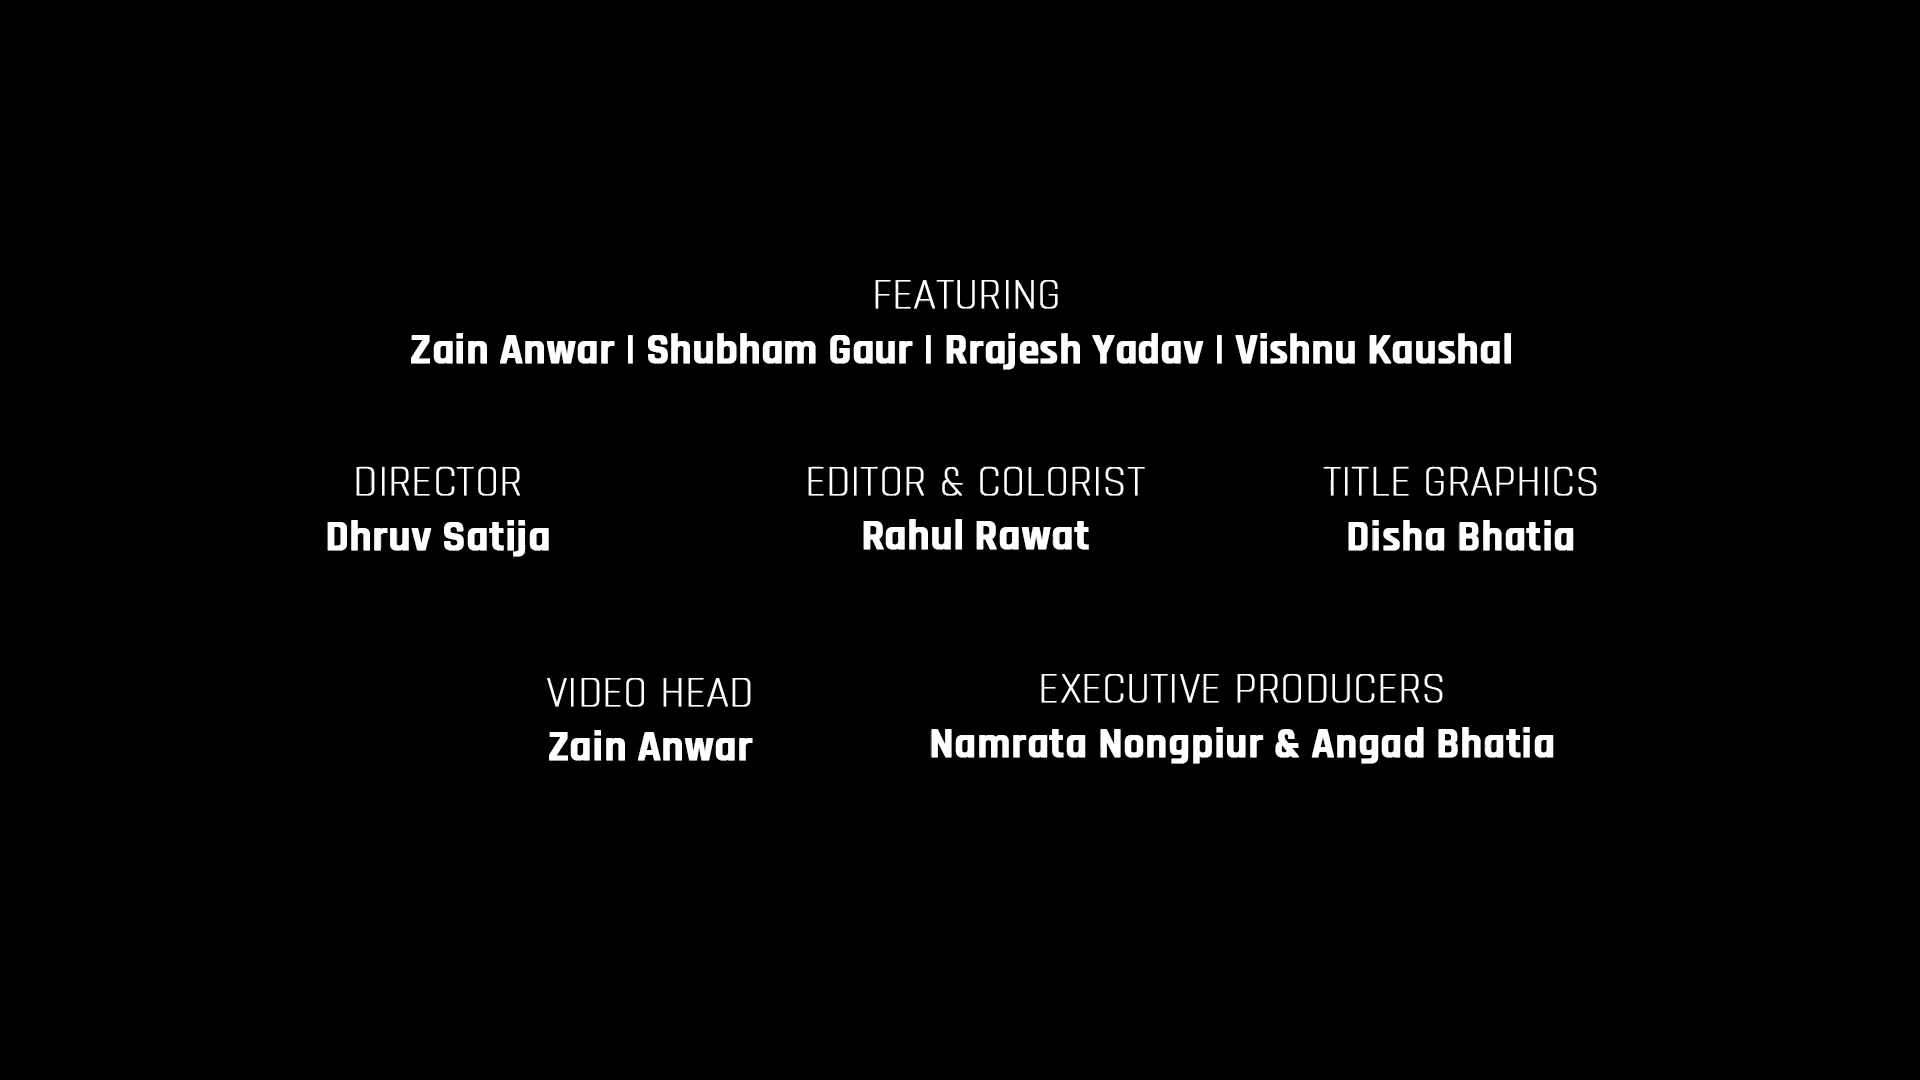 FEATURING
Zain Anwar | Shubham Gaur | Rrajesh Yadav | Vishnu Kaushal
DIRECTOR
Dhruv Satija
EDITOR & COLORIST
Rahul Rawat
TITLE GRAPHICS
Disha Bhatia
VIDEO HEAD
Zain Anwar
EXECUTIVE PRODUCERS
Namrata Nongpiur & Angad Bhatia